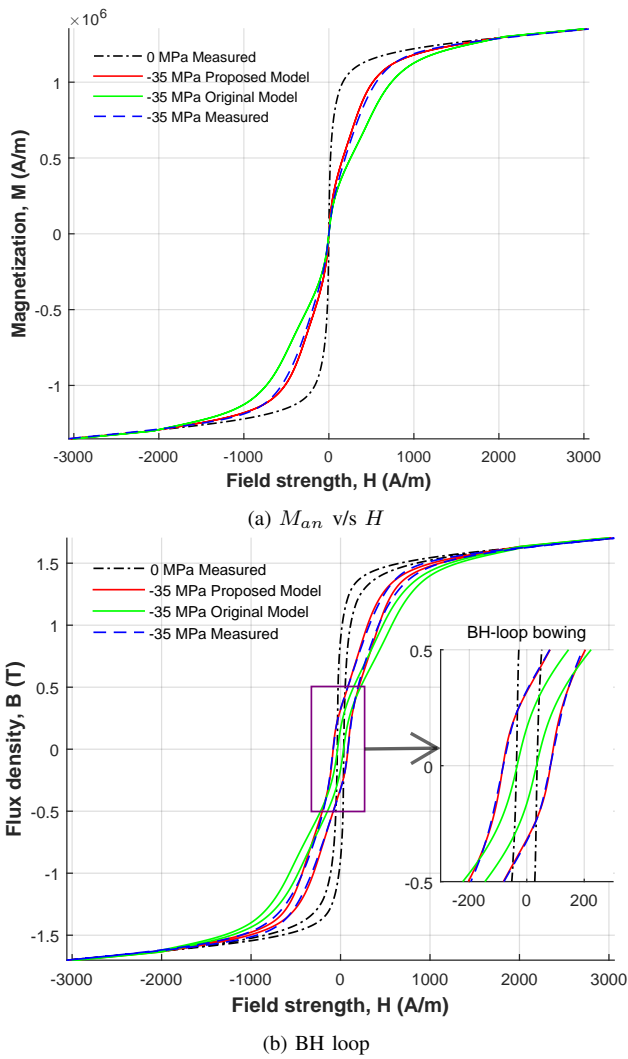 ×10⁶
0 MPa Measured
-35 MPa Proposed Model
-35 MPa Original Model
-35 MPa Measured
1
0.5
0
-0.5
-1
Magnetization, M (A/m)
-3000 -2000 -1000 0 1000 2000 3000
Field strength, H (A/m)
(a) Mₐₙ v/s H
0 MPa Measured
-35 MPa Proposed Model
-35 MPa Original Model
-35 MPa Measured
1.5
1
0.5
0
-0.5
-1
-1.5
Flux density, B (T)
BH-loop bowing
0.5
0
-0.5
-200 0 200
-3000 -2000 -1000 0 1000 2000 3000
Field strength, H (A/m)
(b) BH loop